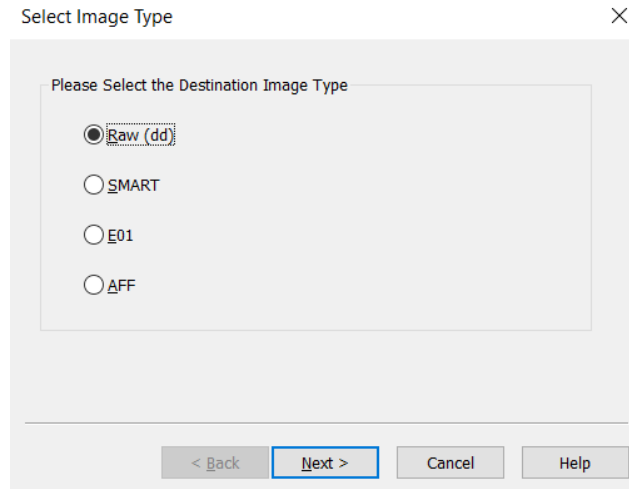 Select Image Type
Please Select the Destination Image Type
Raw (dd)
SMART
E01
AFF
< Back Next > Cancel Help